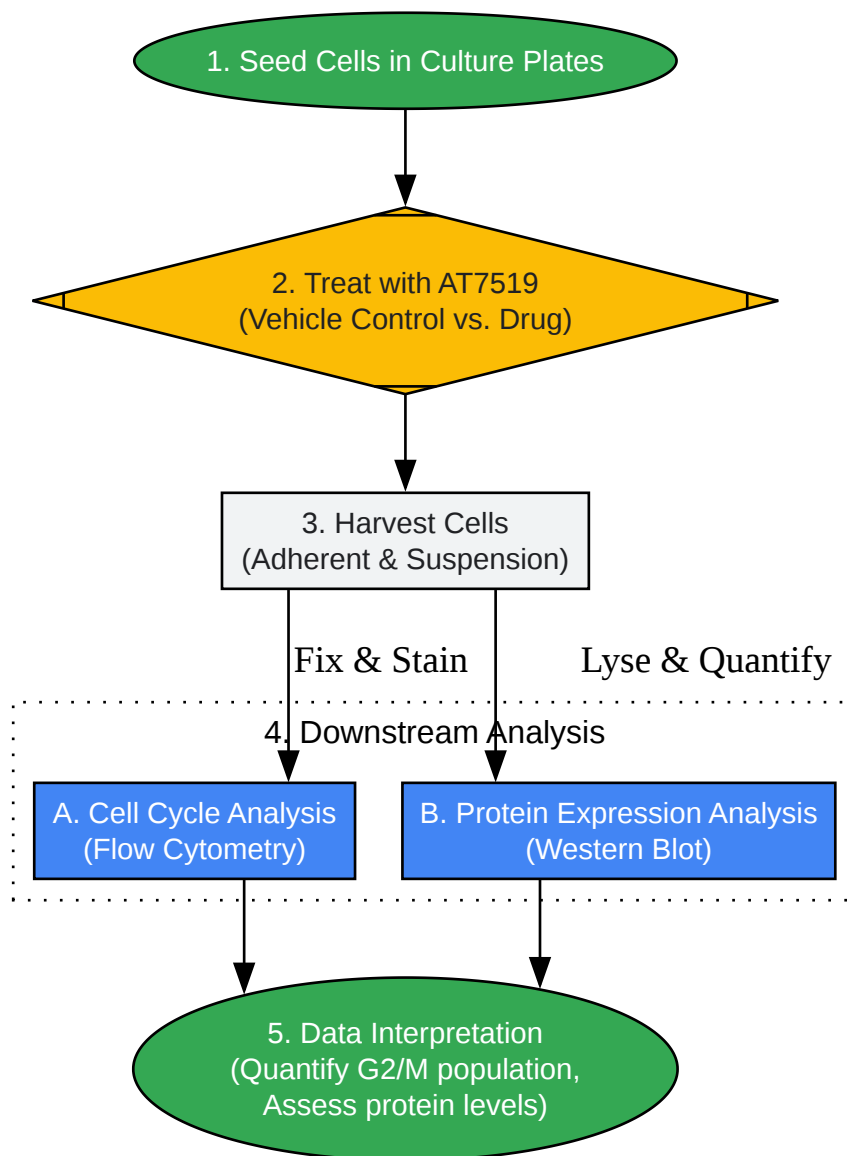 1. Seed Cells in Culture Plates
2. Treat with AT7519
(Vehicle Control vs. Drug)
3. Harvest Cells
(Adherent & Suspension)
Fix & Stain
Lyse & Quantify
4. Downstream Analysis
A. Cell Cycle Analysis
(Flow Cytometry)
B. Protein Expression Analysis
(Western Blot)
5. Data Interpretation
(Quantify G2/M population,
Assess protein levels)